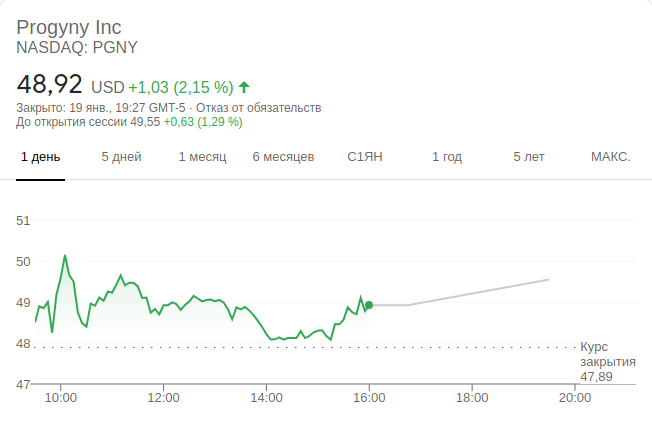 Progyny Inc
NASDAQ: PGNY
48,92 USD +1,03 (2,15 %)
Закрыто: 19 янв., 19:27 GMT-5 · Отказ от обязательств
До открытия сессии 49,55 +0,63 (1,29 %)
1 день 5 дней 1 месяц 6 месяцев С1ЯН 1 год 5 лет МАКС.
51
50
49
48
Курс
закрытия
47,89
47
10:00 12:00 14:00 16:00 18:00 20:00